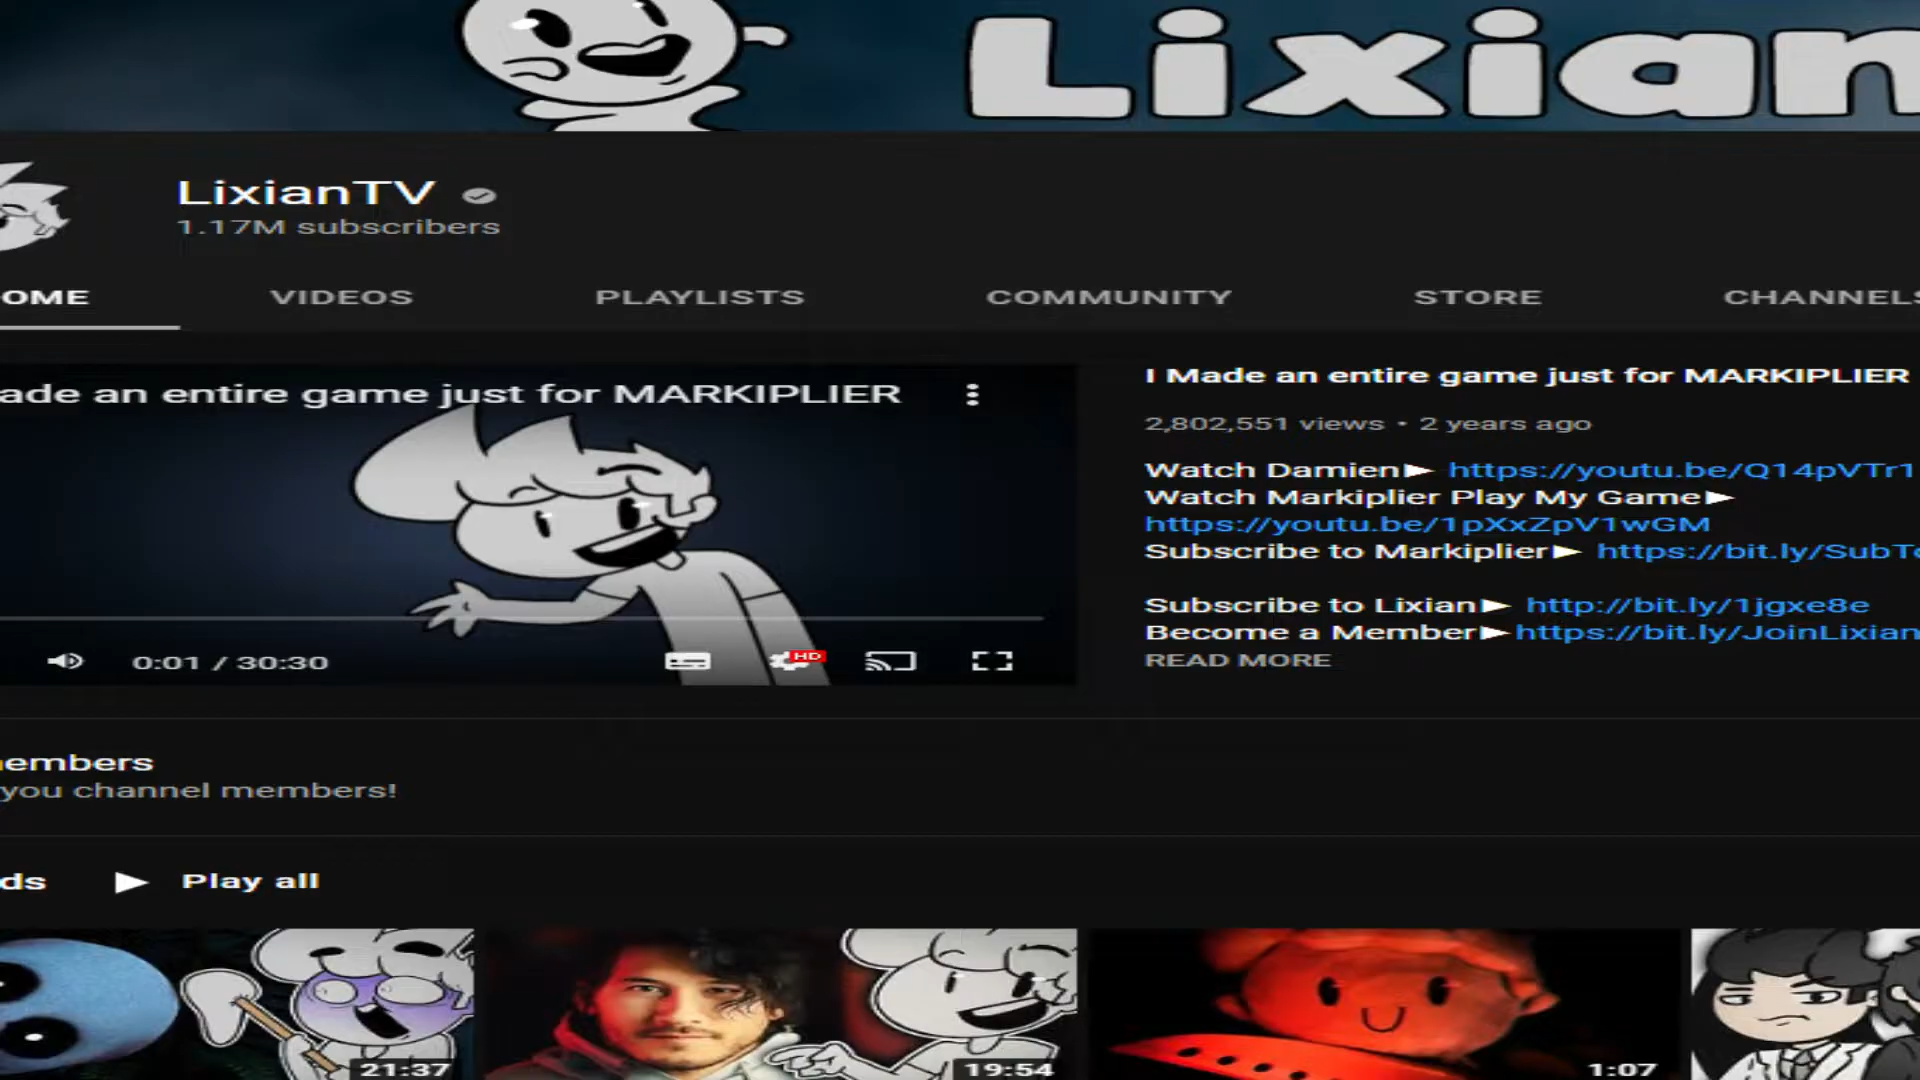 Lixian
LixianTV
1.17M subscribers
OME
VIDEOS
PLAYLISTS
COMMUNITY
STORE
CHANNELS
ade an entire game just for MARKIPLIER
0:01 / 30:30
HD
I Made an entire game just for MARKIPLIER
2,802,551 views • 2 years ago
Watch Damien► https://youtu.be/Q14pVTr1
Watch Markiplier Play My Game►
https://youtu.be/1pXxZpV1wGM
Subscribe to Markiplier► https://bit.ly/SubTo
Subscribe to Lixian► http://bit.ly/1jgxe8e
Become a Member► https://bit.ly/JoinLixian
READ MORE
embers
you channel members!
ds ► Play all
21:37
19:54
1:07